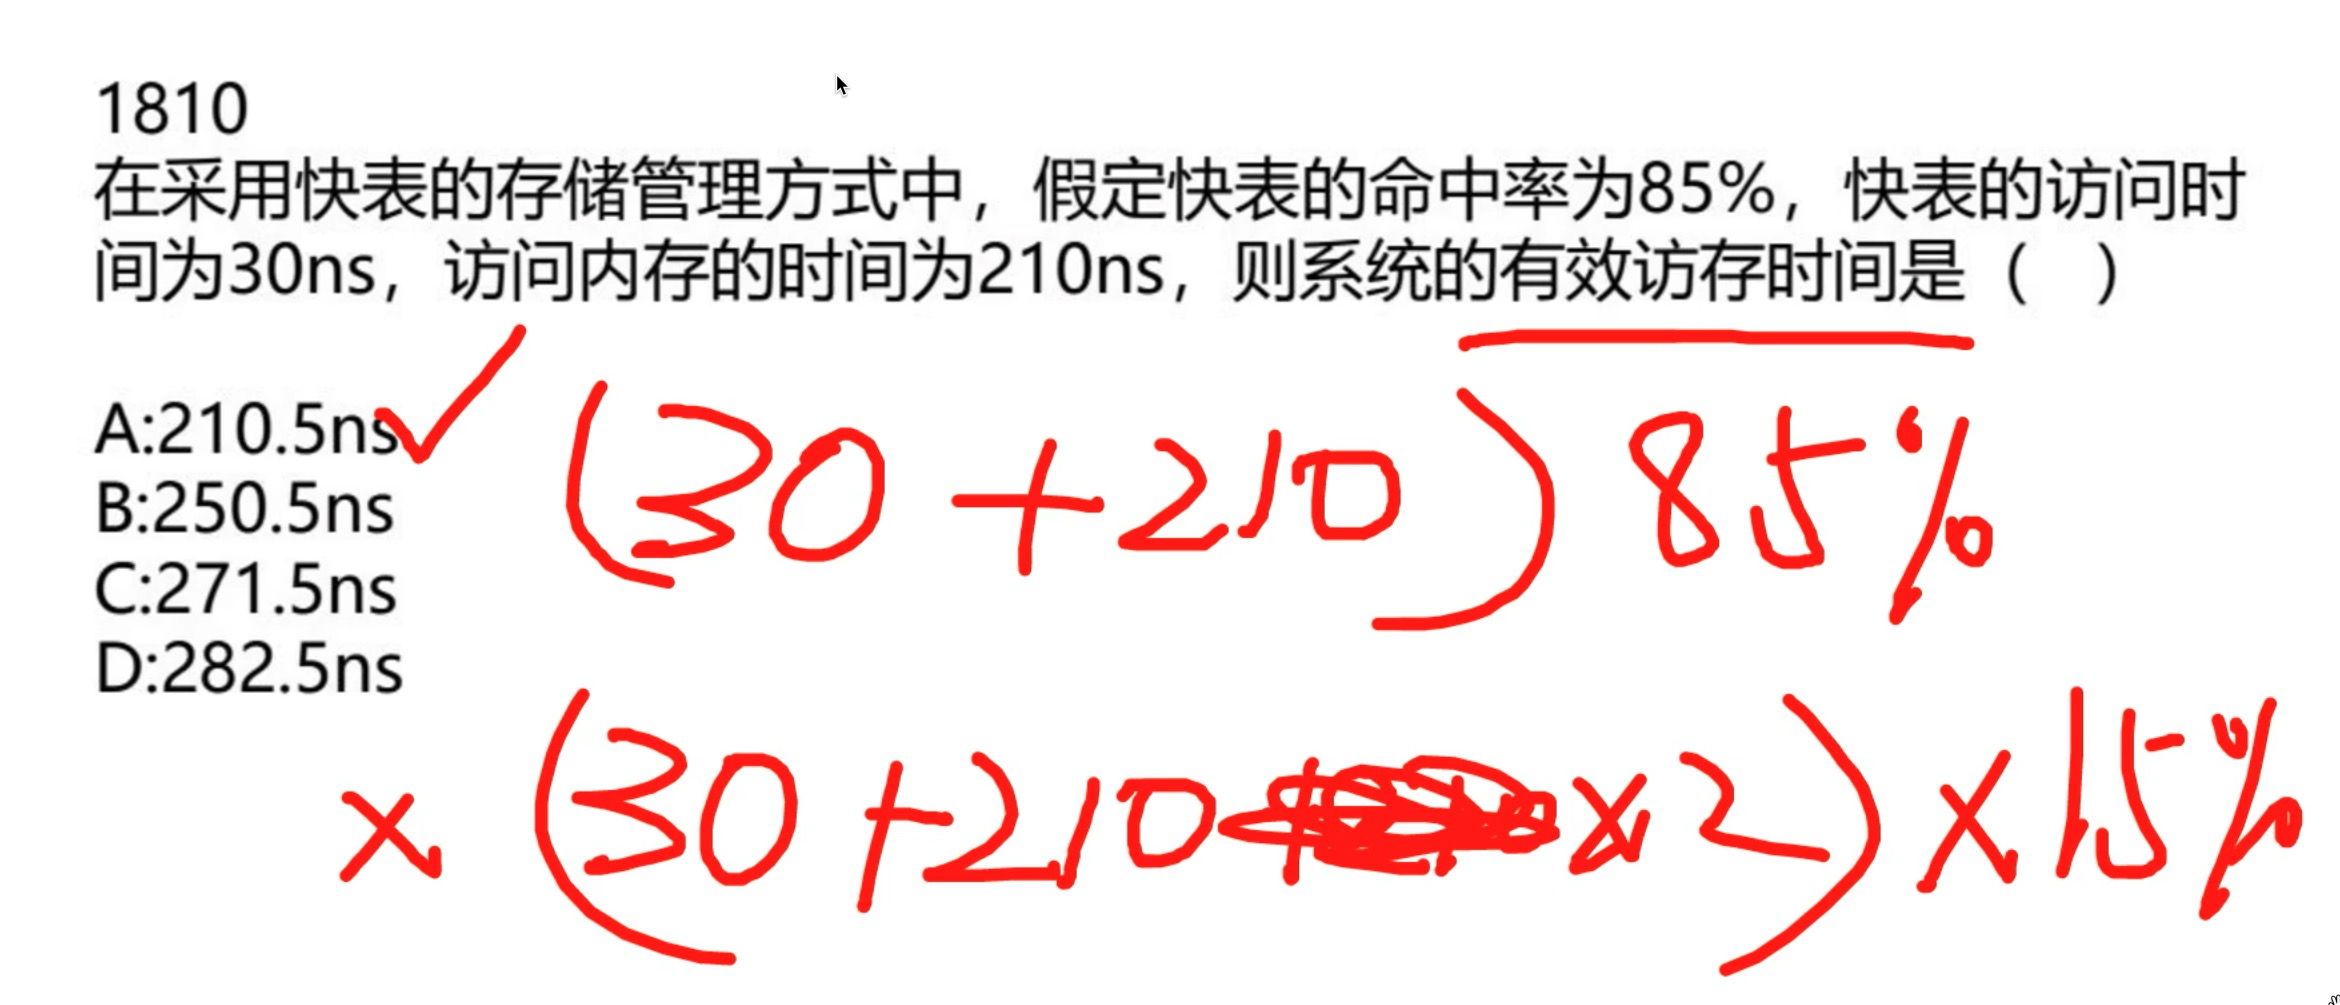 1810
在采用快表的存储管理方式中，假定快表的命中率为85%，快表的访问时
间为30ns，访问内存的时间为210ns，则系统的有效访存时间是（　）
A:210.5ns
B:250.5ns
C:271.5ns
D:282.5ns
(30+210)85%
×(30+210×2)×15%